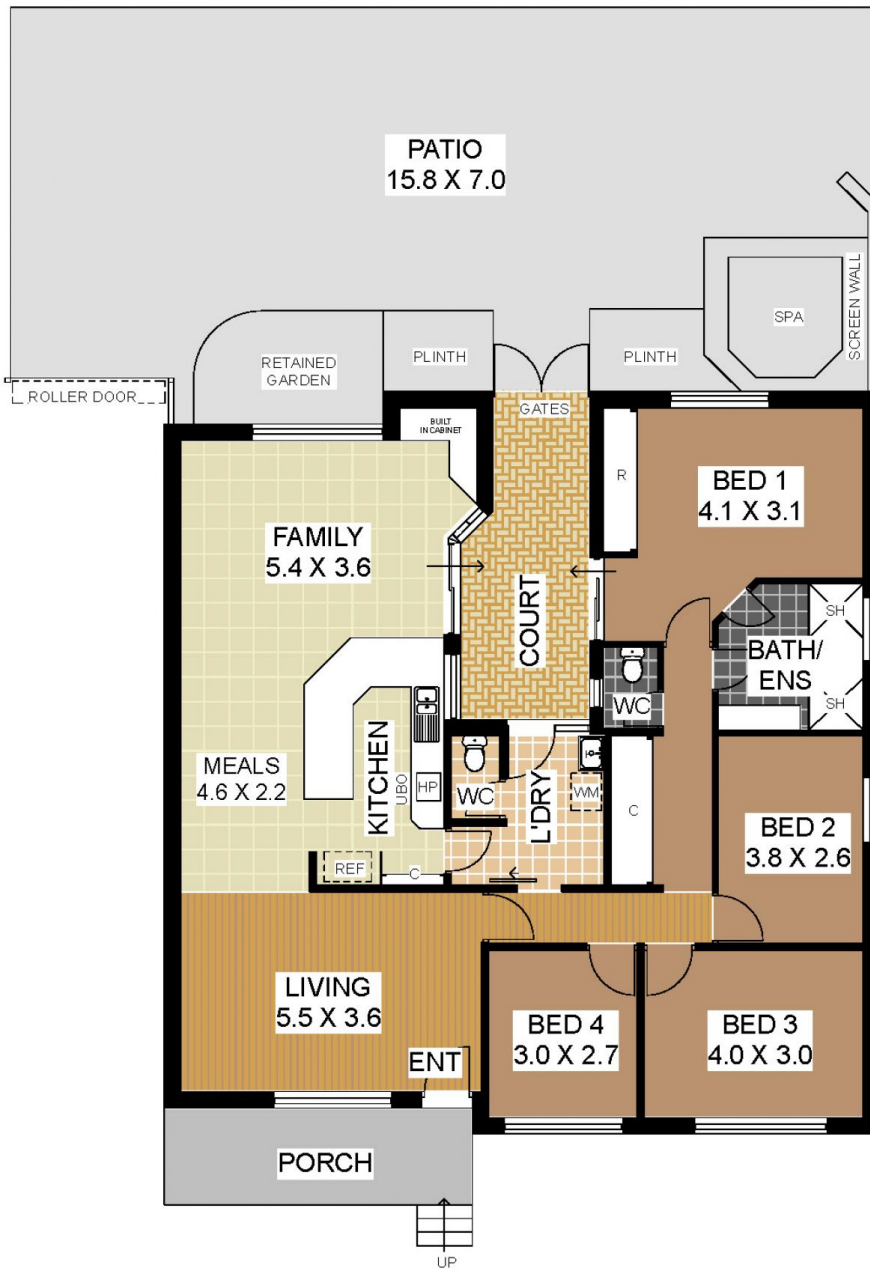 PATIO
15.8 X 7.0
SCREEN WALL
SPA
RETAINED
GARDEN
PLINTH
PLINTH
ROLLER DOOR
GATES
BUILT
IN CABINET
R
BED 1
4.1 X 3.1
FAMILY
5.4 X 3.6
COURT
SH
BATH/
ENS
SH
WC
KITCHEN
UBO
HP
MEALS
4.6 X 2.2
WC
L'DRY
WM
C
BED 2
3.8 X 2.6
REF
C
LIVING
5.5 X 3.6
BED 4
3.0 X 2.7
BED 3
4.0 X 3.0
ENT
PORCH
UP